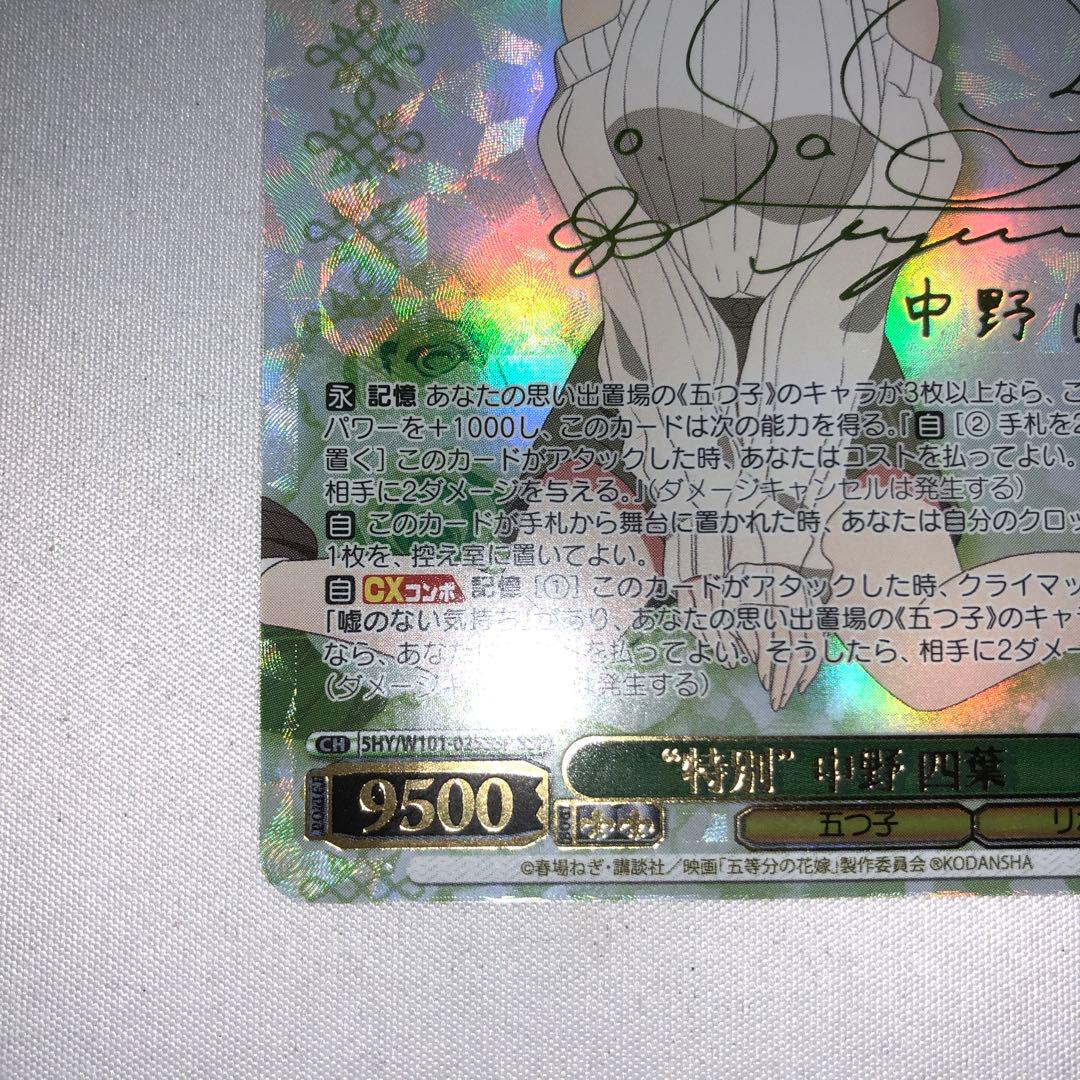 中野
永 記憶 あなたの思い出置場の《五つ子》のキャラが3枚以上なら、こ
パワーを+1000し、このカードは次の能力を得る。「自 [② 手札を2
置く] このカードがアタックした時、あなたはコストを払ってよい。
相手に2ダメージを与える。」(ダメージキャンセルは発生する)
自 このカードが手札から舞台に置かれた時、あなたは自分のクロッ
1枚を、控え室に置いてよい。
自 CXコンボ 記憶 [①] このカードがアタックした時、クライマッ
「嘘のない気持ち」があり、あなたの思い出置場の《五つ子》のキャラ
なら、あな を払ってよい。そうしたら、相手に2ダメー
(ダメージキ は発生する)
CH 5HY/W101-025SSP SSP
“特別” 中野 四葉
POWER 9500 SOUL 五つ子 リ
©春場ねぎ・講談社／映画「五等分の花嫁」製作委員会 ®KODANSHA